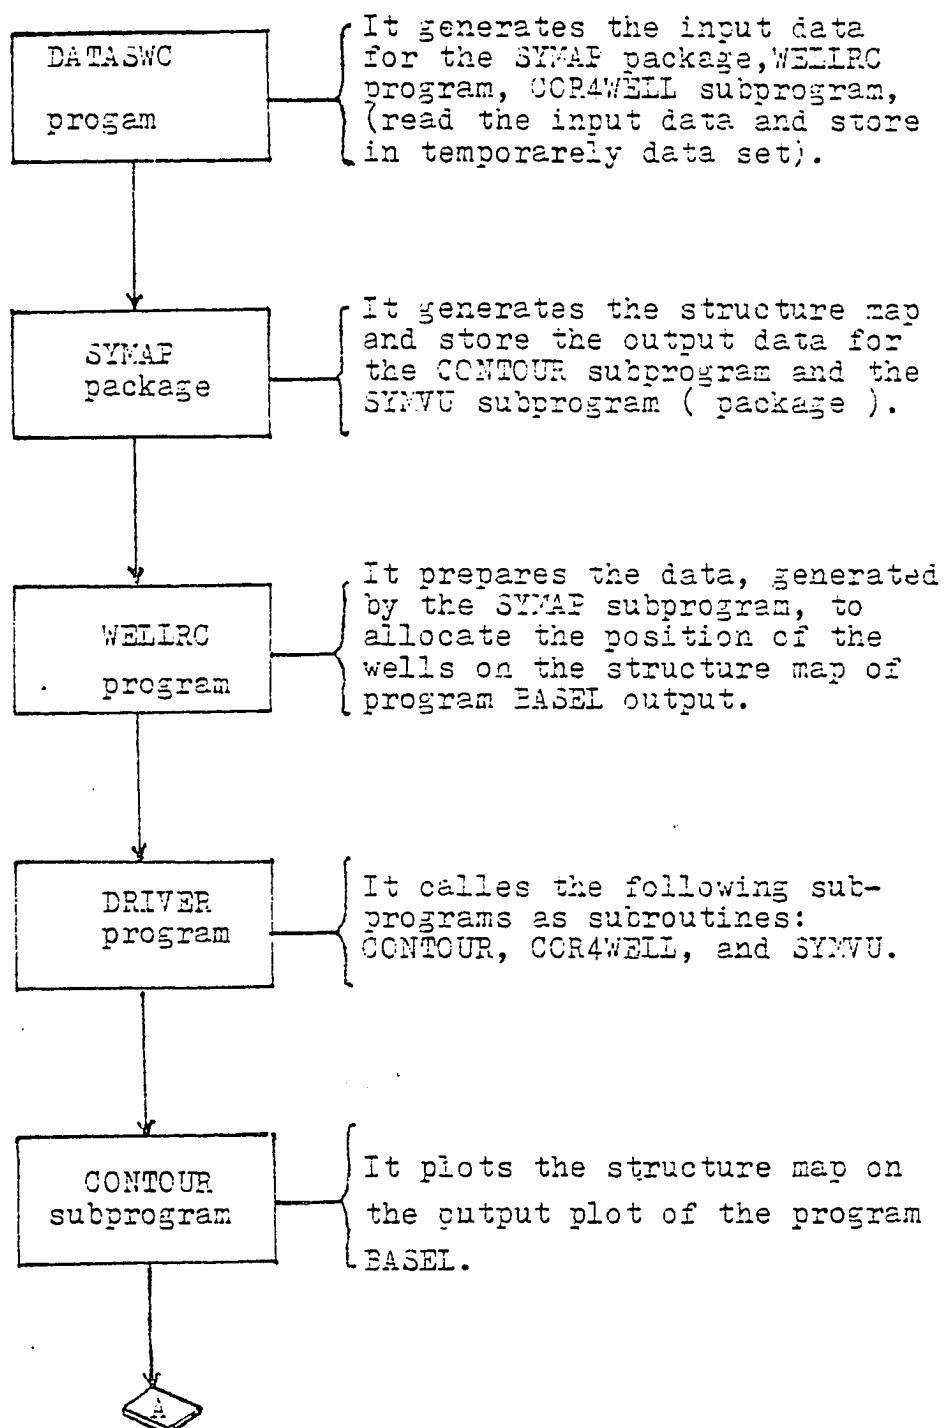 DATASWC
progam
It generates the input data
for the SYMAP package,WELLRC
program, COR4WELL subprogram,
(read the input data and store
in temporarely data set).
SYMAP
package
It generates the structure map
and store the output data for
the CONTOUR subprogram and the
SYMVU subprogram ( package ).
WELLRC
program
It prepares the data, generated
by the SYMAP subprogram, to
allocate the position of the
wells on the structure map of
program BASEL output.
DRIVER
program
It calles the following sub-
programs as subroutines:
CONTOUR, COR4WELL, and SYMVU.
CONTOUR
subprogram
It plots the structure map on
the output plot of the program
BASEL.
A